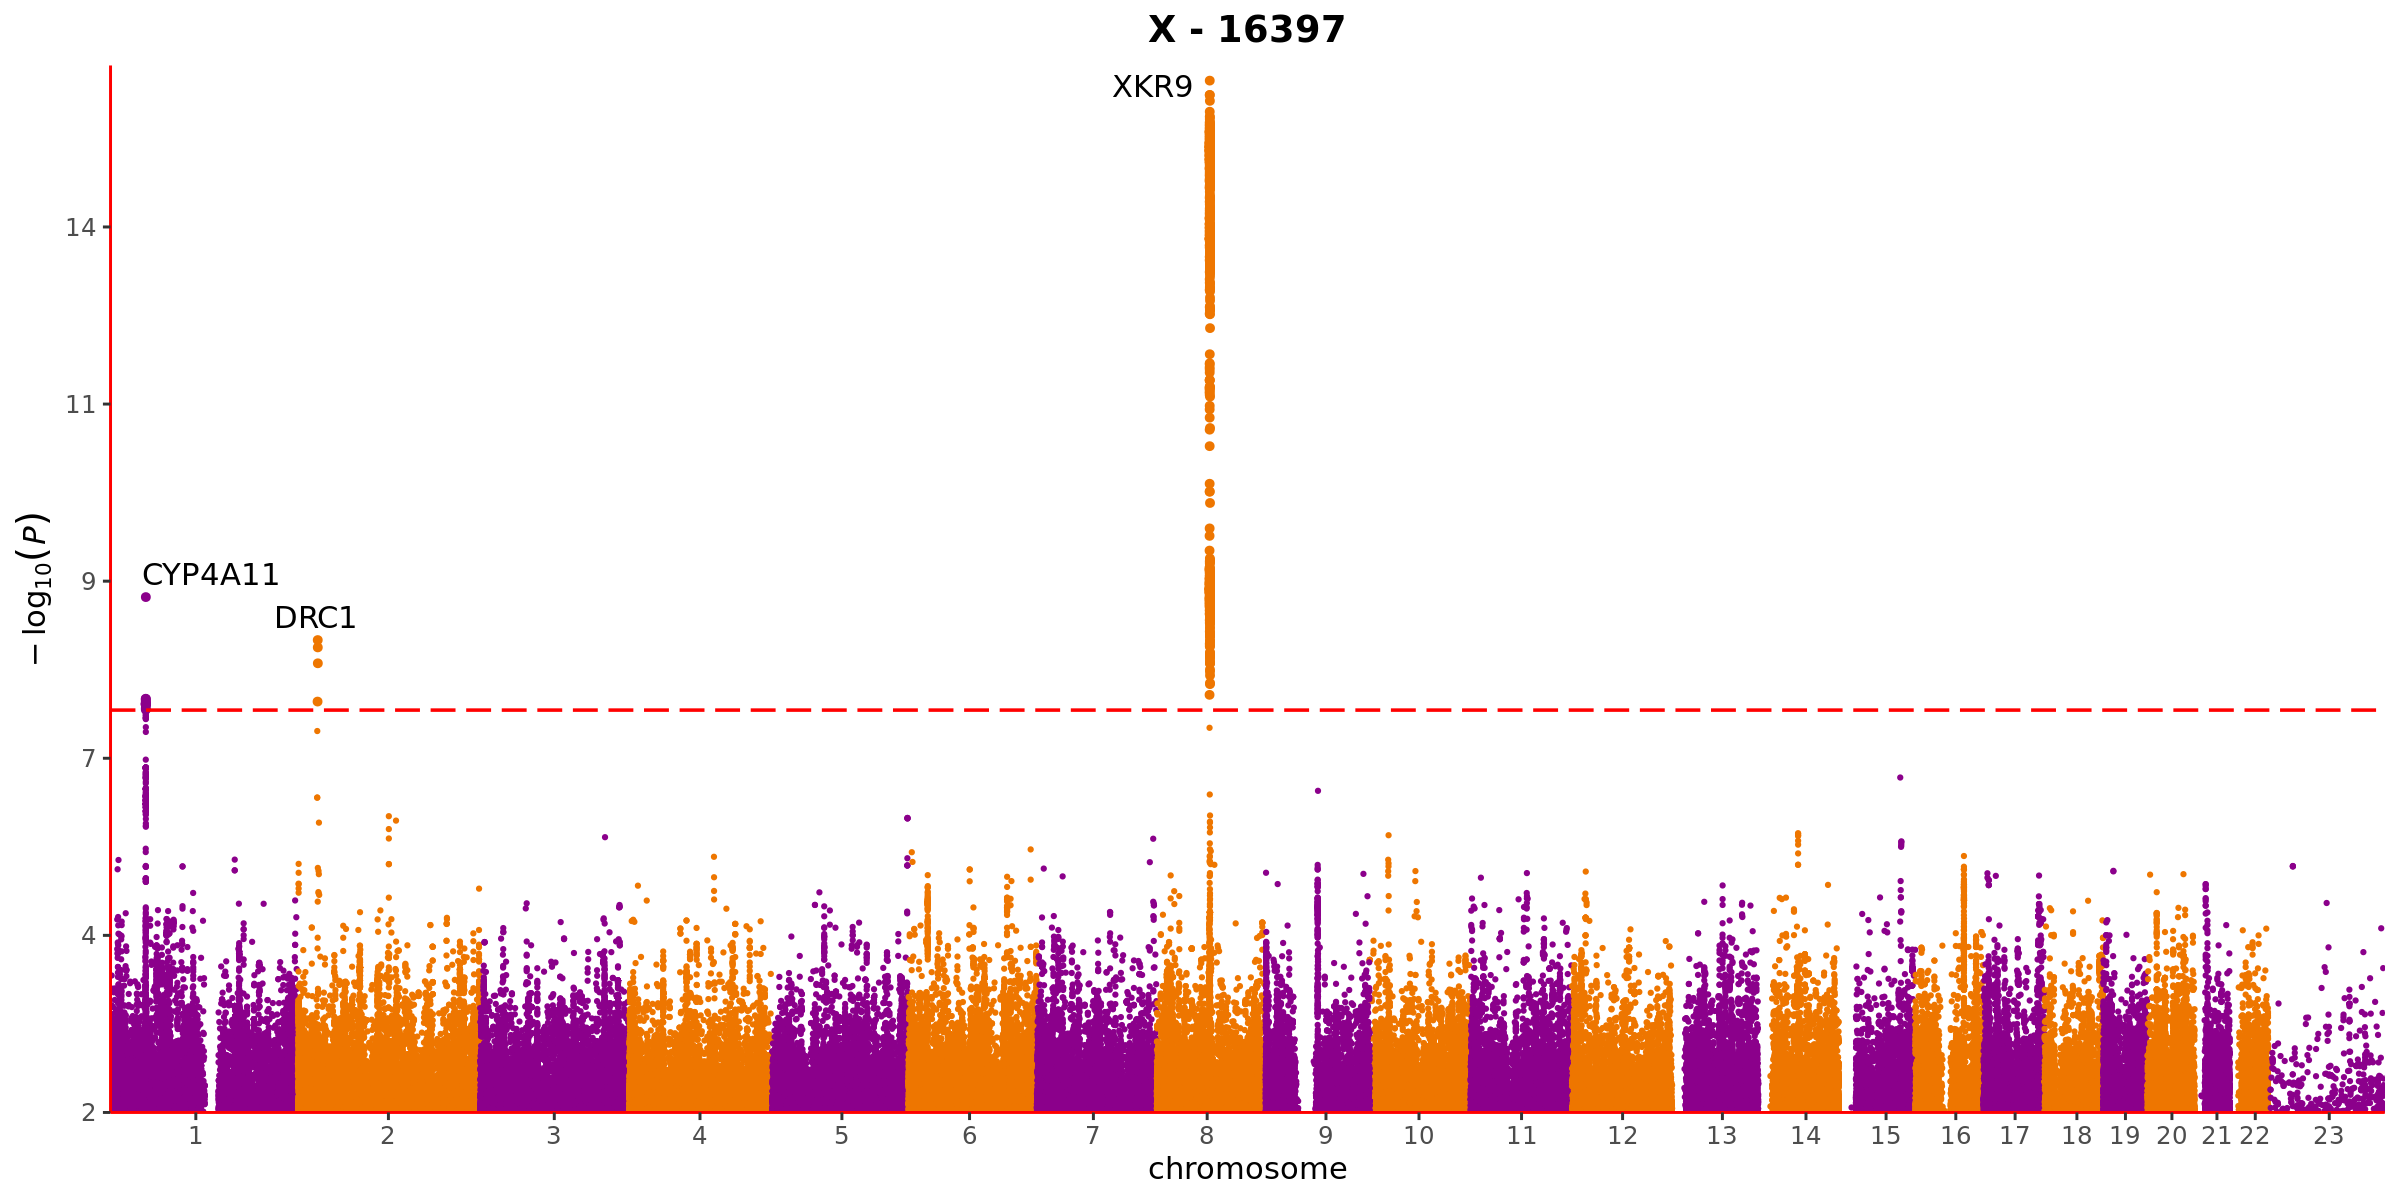 X - 16397
XKR9
14
11
CYP4A11
9
DRC1
7
4
2
− log10(P)
1 2 3 4 5 6 7 8 9 10 11 12 13 14 15 16 17 18 19 20 21 22 23
chromosome